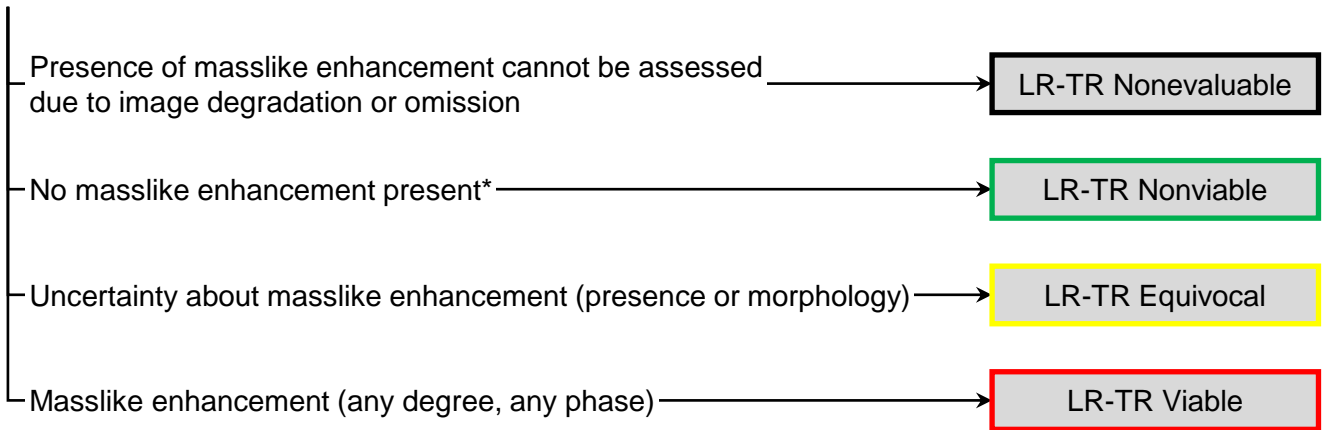 Presence of masslike enhancement cannot be assessed
due to image degradation or omission
LR-TR Nonevaluable
No masslike enhancement present*
LR-TR Nonviable
Uncertainty about masslike enhancement (presence or morphology)
LR-TR Equivocal
Masslike enhancement (any degree, any phase)
LR-TR Viable